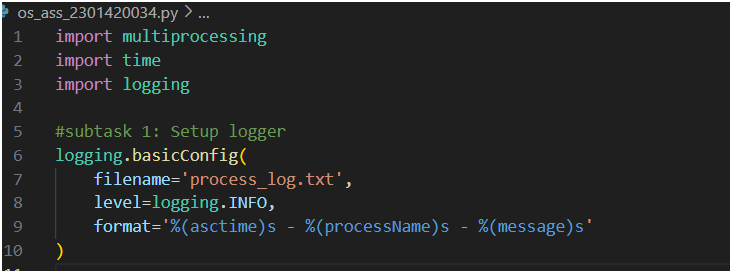 os_ass_2301420034.py > ...
1 import multiprocessing
2 import time
3 import logging
4
5 #subtask 1: Setup logger
6 logging.basicConfig(
7     filename='process_log.txt',
8     level=logging.INFO,
9     format='%(asctime)s - %(processName)s - %(message)s'
10 )
11